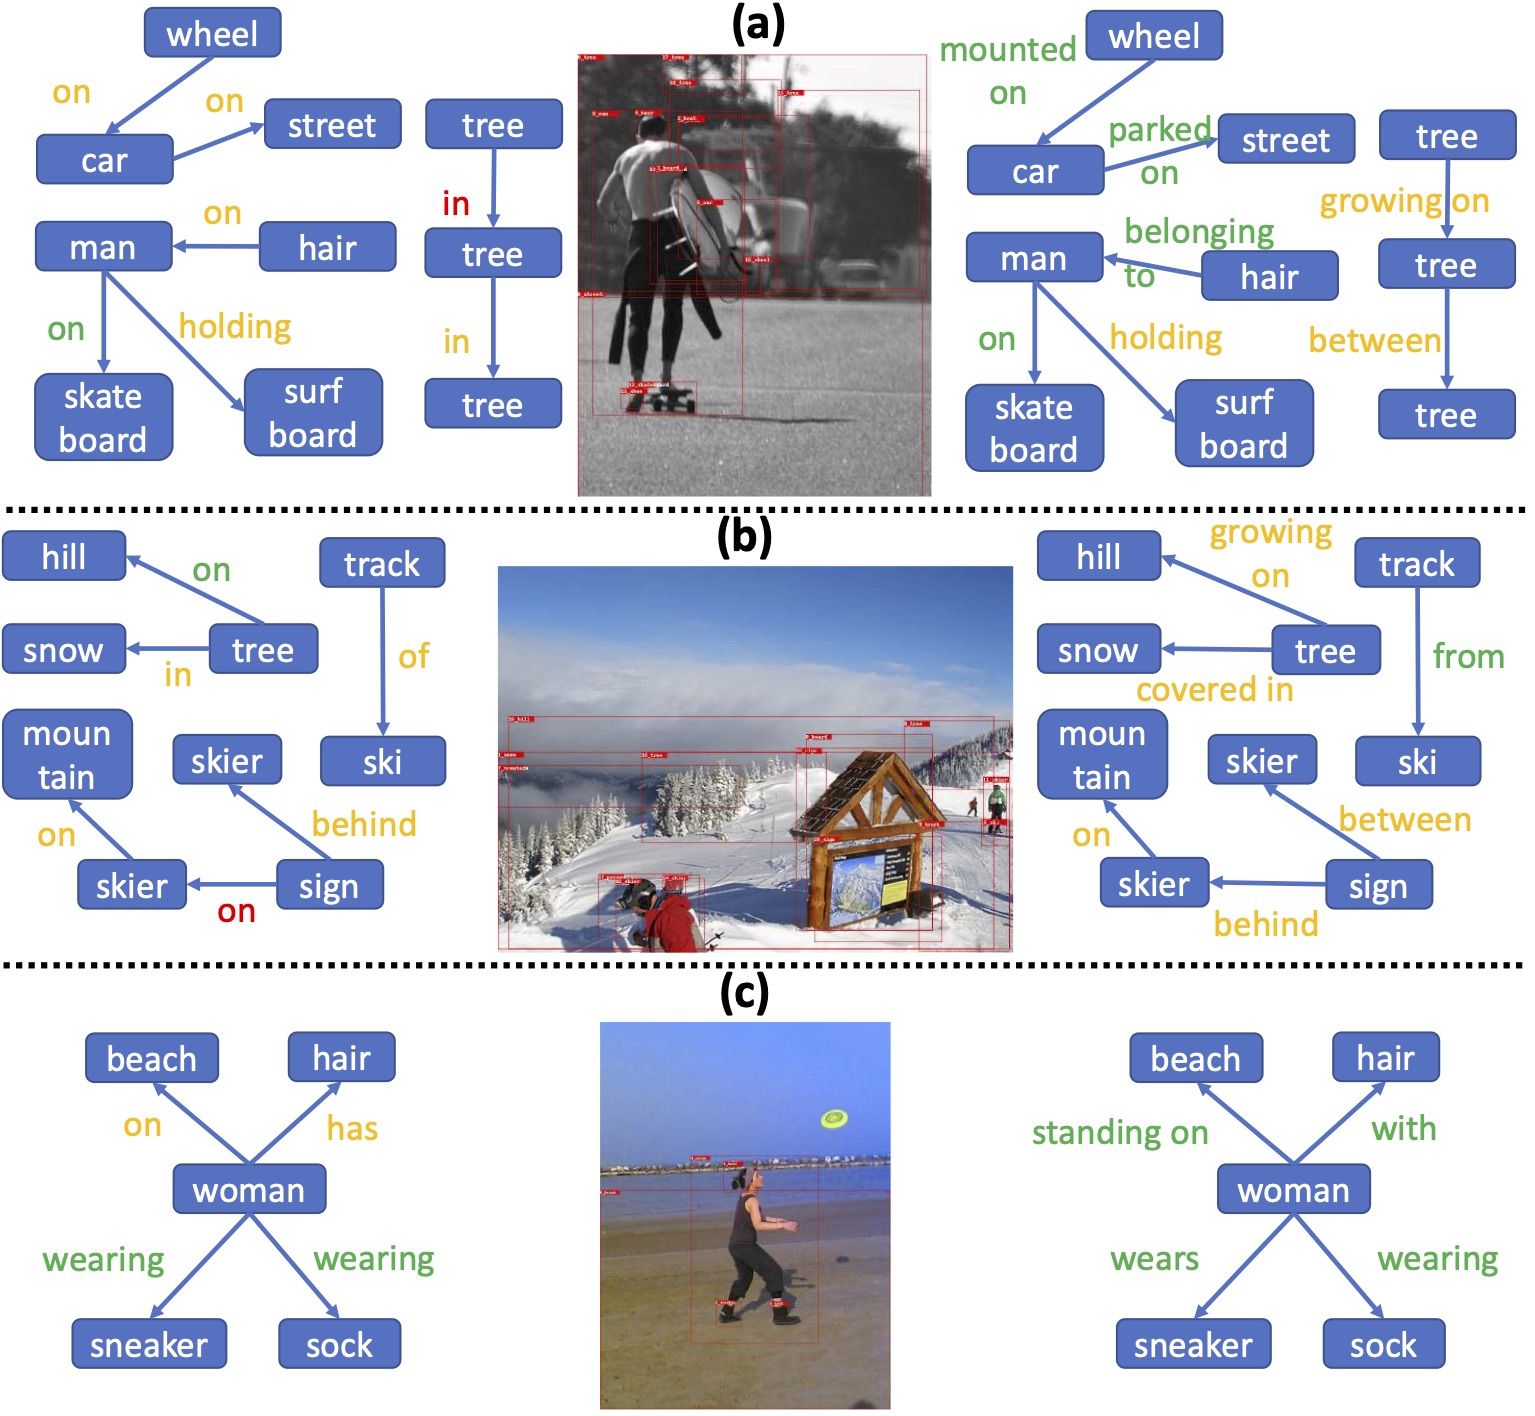 (a)
wheel
on
on
street
car
tree
in
on
man
hair
tree
on
holding
in
skate
board
surf
board
tree
mounted
on
wheel
parked
on
street
car
tree
growing on
belonging
to
man
hair
tree
on
holding
between
skate
board
surf
board
tree
(b)
hill
on
track
snow
in
tree
of
moun
tain
skier
ski
on
behind
skier
sign
on
growing
on
hill
track
snow
tree
from
covered in
moun
tain
skier
ski
on
between
skier
sign
behind
(c)
beach
hair
on
has
woman
wearing
wearing
sneaker
sock
beach
hair
standing on
with
woman
wears
wearing
sneaker
sock